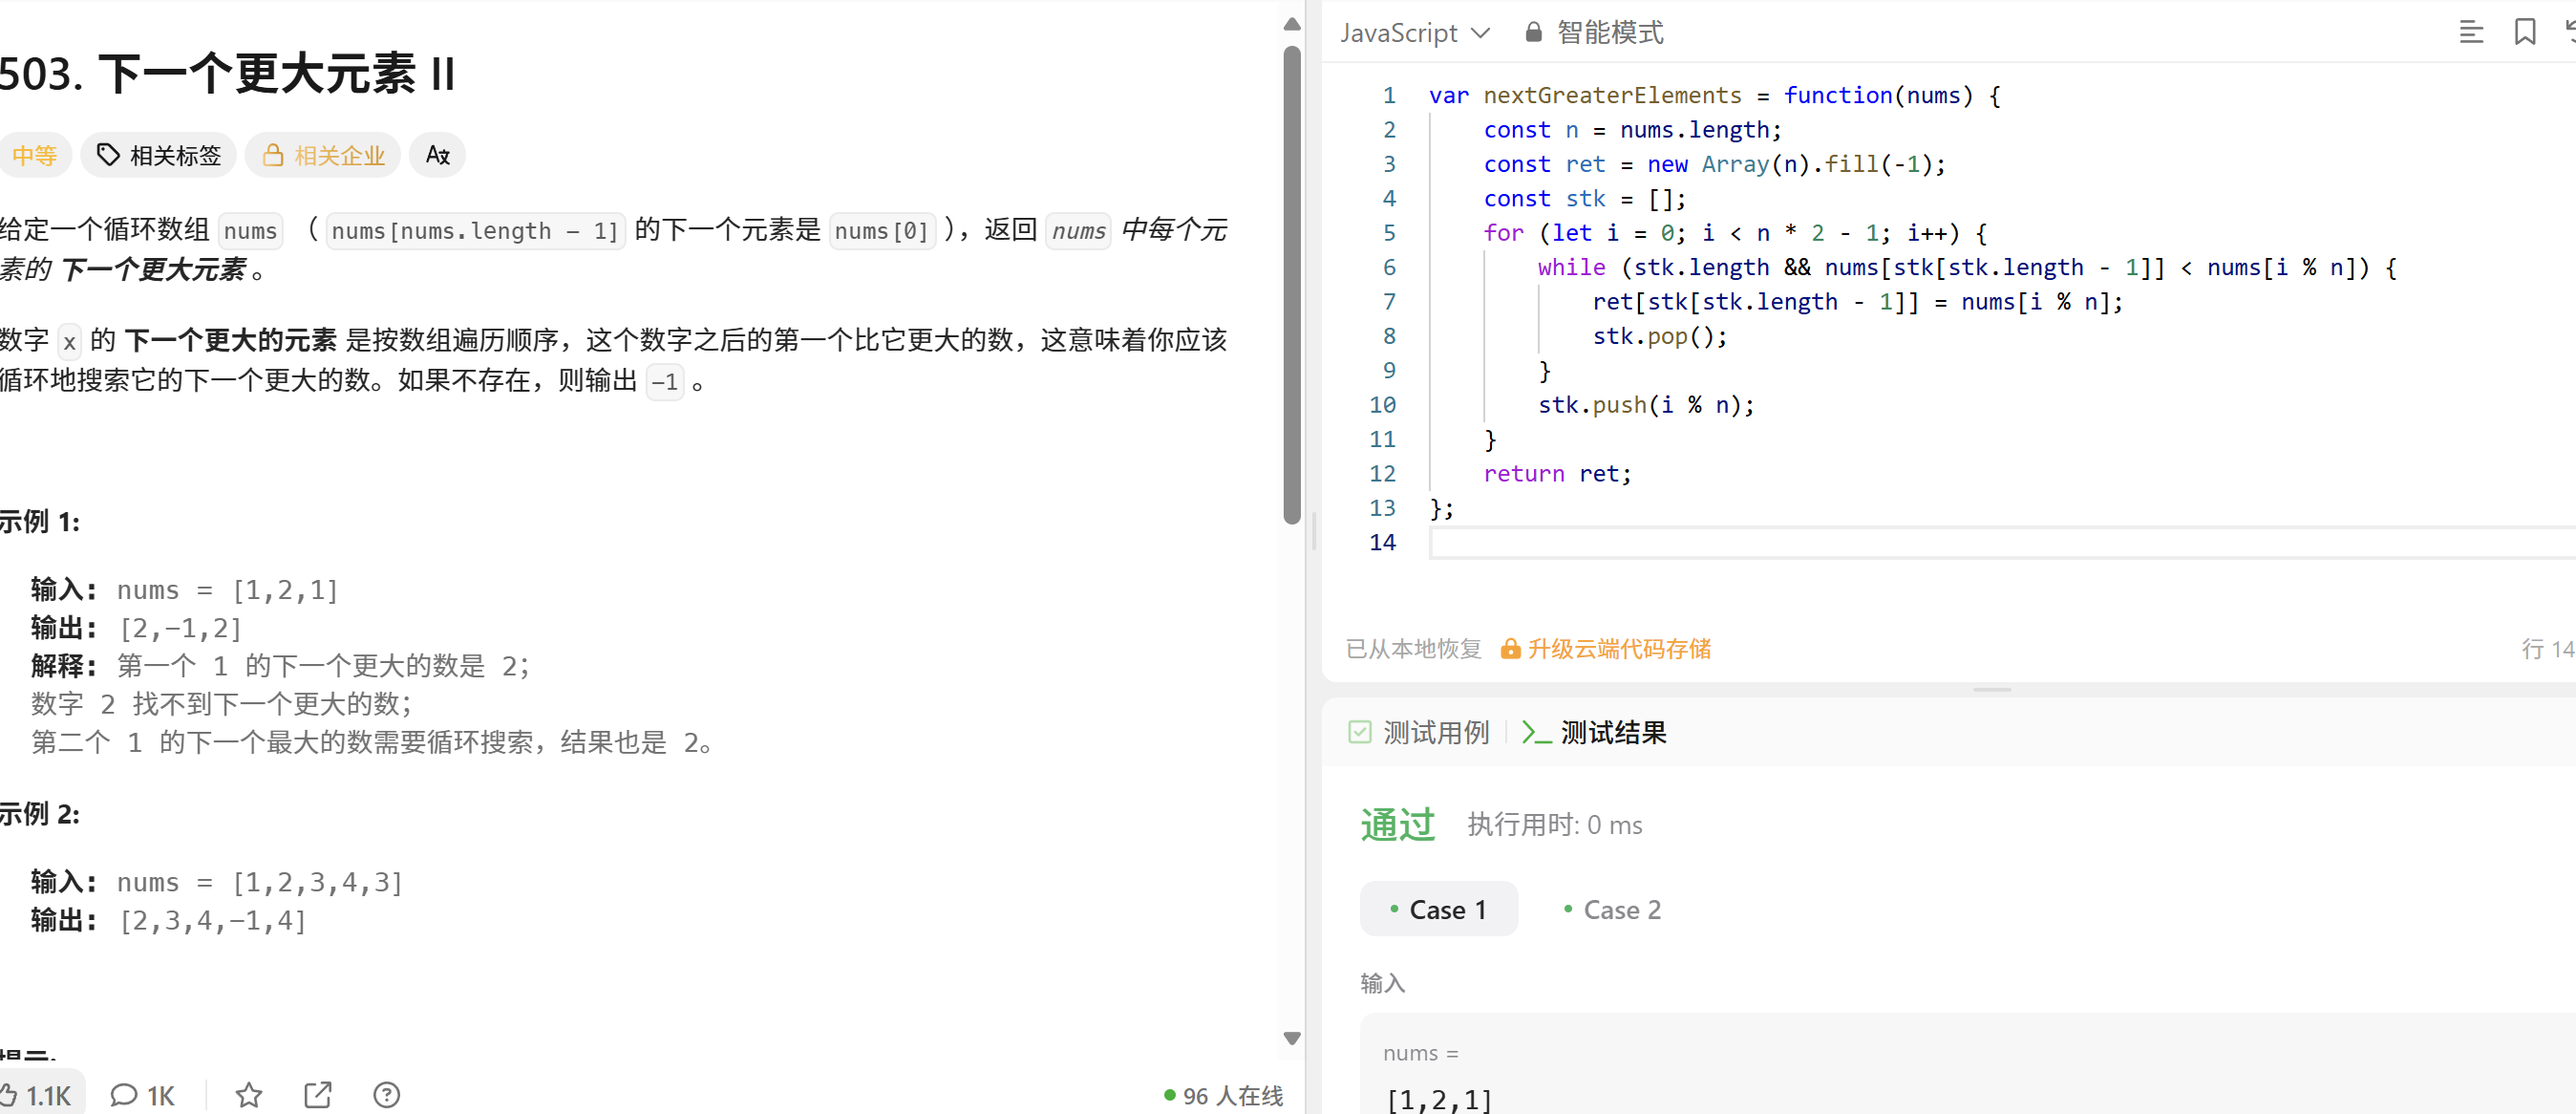 503. 下一个更大元素 II
中等 相关标签 相关企业
给定一个循环数组 nums （ nums[nums.length - 1] 的下一个元素是 nums[0] ），返回 nums 中每个元
素的 下一个更大元素 。
数字 x 的 下一个更大的元素 是按数组遍历顺序，这个数字之后的第一个比它更大的数，这意味着你应该
循环地搜索它的下一个更大的数。如果不存在，则输出 -1 。
示例 1:
输入: nums = [1,2,1]
输出: [2,-1,2]
解释: 第一个 1 的下一个更大的数是 2；
数字 2 找不到下一个更大的数；
第二个 1 的下一个最大的数需要循环搜索，结果也是 2。
示例 2:
输入: nums = [1,2,3,4,3]
输出: [2,3,4,-1,4]
提示:
1.1K 1K 96 人在线
JavaScript 智能模式
1 var nextGreaterElements = function(nums) {
2 const n = nums.length;
3 const ret = new Array(n).fill(-1);
4 const stk = [];
5 for (let i = 0; i < n * 2 - 1; i++) {
6 while (stk.length && nums[stk[stk.length - 1]] < nums[i % n]) {
7 ret[stk[stk.length - 1]] = nums[i % n];
8 stk.pop();
9 }
10 stk.push(i % n);
11 }
12 return ret;
13 };
14
已从本地恢复 升级云端代码存储 行 14
测试用例 测试结果
通过 执行用时: 0 ms
Case 1 Case 2
输入
nums =
[1,2,1]